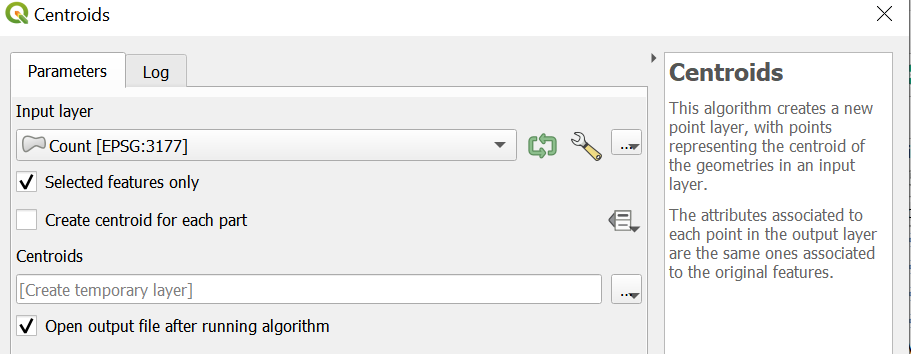 Centroids
Parameters
Log
Input layer
Count [EPSG:3177]
...
Selected features only
Create centroid for each part
Centroids
[Create temporary layer]
...
Open output file after running algorithm
Centroids
This algorithm creates a new
point layer, with points
representing the centroid of
the geometries in an input
layer.
The attributes associated to
each point in the output layer
are the same ones associated
to the original features.